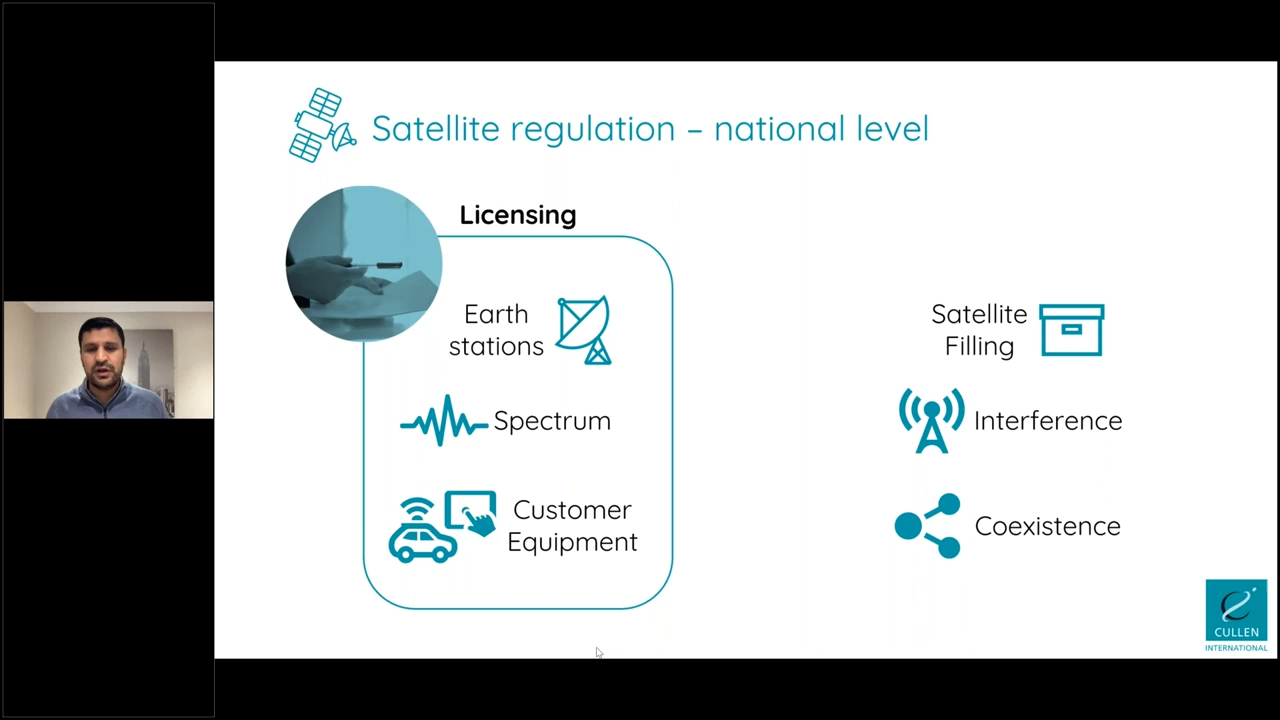 Satellite regulation – national level
Licensing
Earth
stations
Spectrum
Customer
Equipment
Satellite
Filling
Interference
Coexistence
CULLEN
INTERNATIONAL